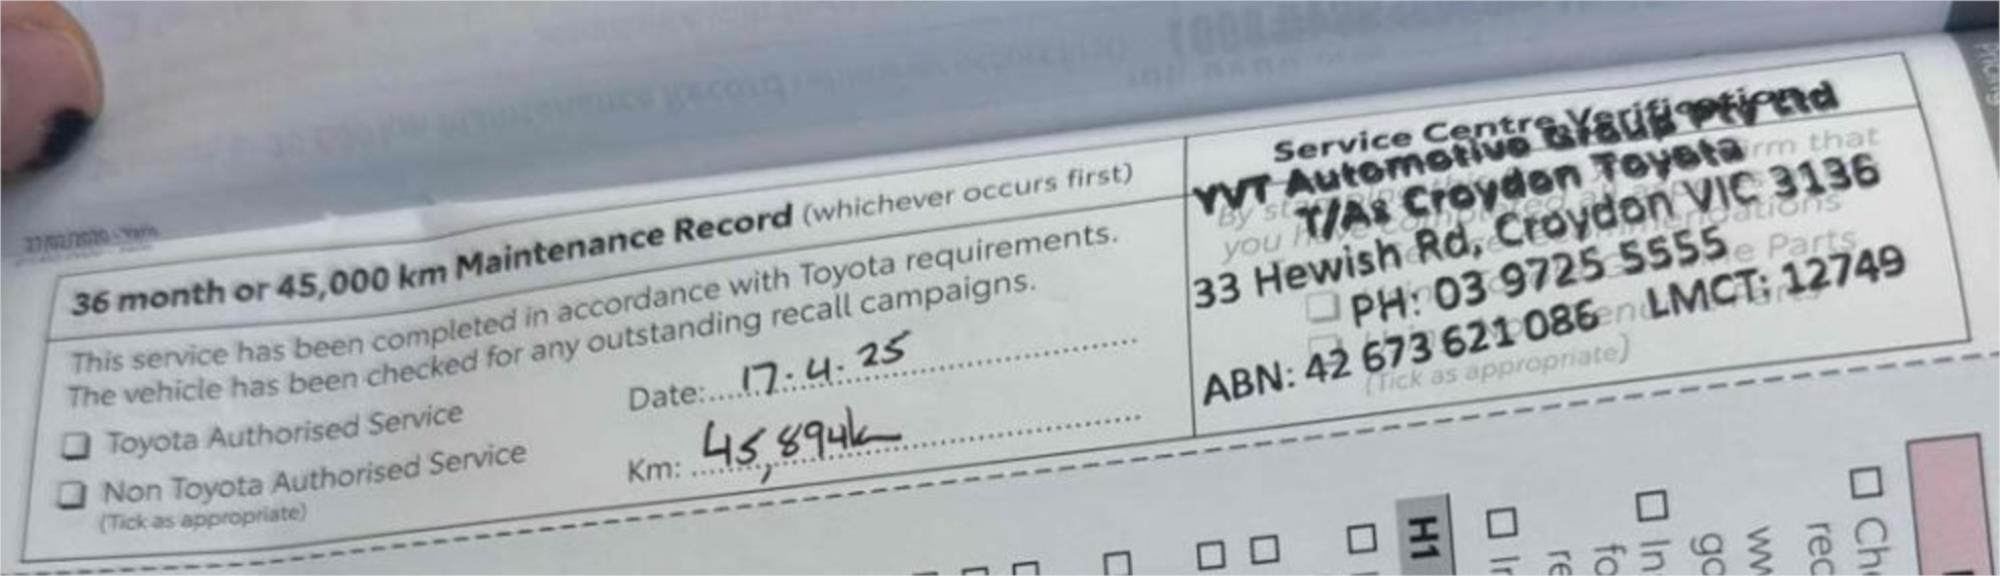 36 month or 45,000 km Maintenance Record (whichever occurs first)
This service has been completed in accordance with Toyota requirements.
The vehicle has been checked for any outstanding recall campaigns.
Toyota Authorised Service
Non Toyota Authorised Service
(Tick as appropriate)
Date: 17.4.25
Km: 45,894k
Service Centre Verification
YVT Automotive Group Pty Ltd
T/As Croydon Toyota
33 Hewish Rd, Croydon VIC 3136
PH: 03 9725 5555
ABN: 42 673 621 086 LMCT: 12749
(Tick as appropriate)
H1